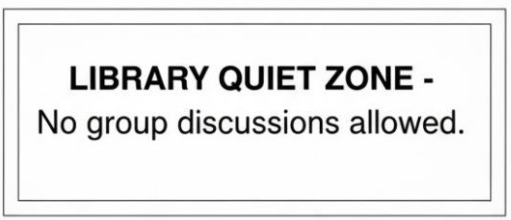 LIBRARY QUIET ZONE -
No group discussions allowed.